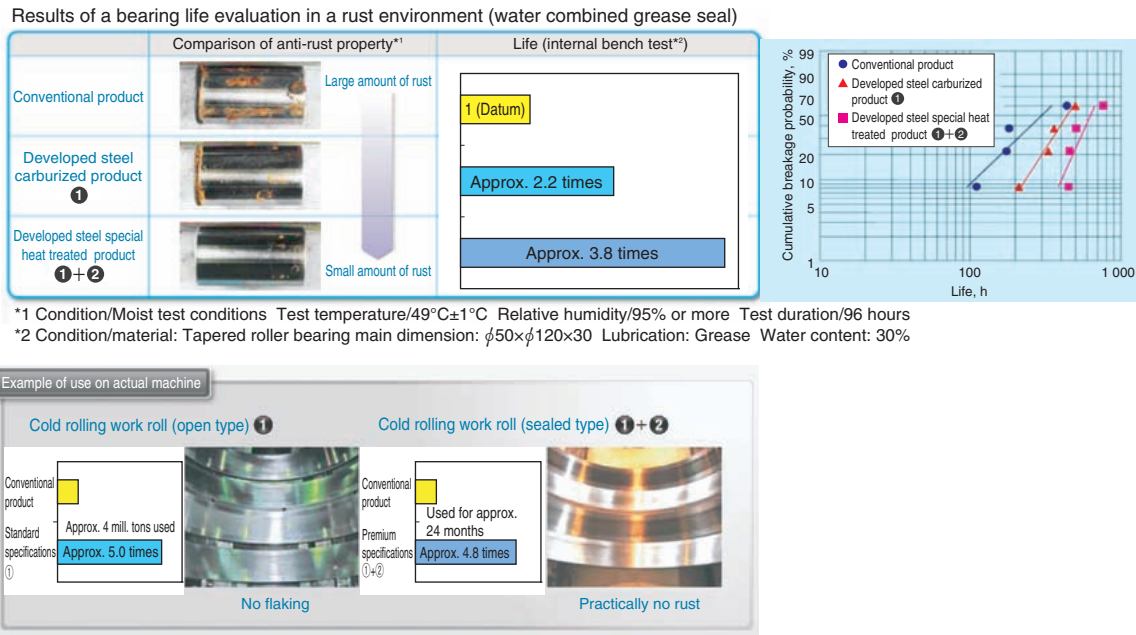 Results of a bearing life evaluation in a rust environment (water combined grease seal)
Comparison of anti-rust property*1
Life (internal bench test*2)
Conventional product
Large amount of rust
1 (Datum)
Developed steel
carburized product
❶
Approx. 2.2 times
Developed steel special
heat treated product
❶+❷
Small amount of rust
Approx. 3.8 times
Cumulative breakage probability, %
99
90
70
50
20
10
5
1
10
100
1 000
Life, h
Conventional product
Developed steel carburized
product ❶
Developed steel special heat
treated product ❶+❷
*1 Condition/Moist test conditions Test temperature/49°C±1°C Relative humidity/95% or more Test duration/96 hours
*2 Condition/material: Tapered roller bearing main dimension: ϕ50×ϕ120×30 Lubrication: Grease Water content: 30%
Example of use on actual machine
Cold rolling work roll (open type) ❶
Conventional
product
Approx. 4 mill. tons used
Standard
specifications
①
Approx. 5.0 times
No flaking
Cold rolling work roll (sealed type) ❶+❷
Conventional
product
Used for approx.
24 months
Premium
specifications
①+②
Approx. 4.8 times
Practically no rust